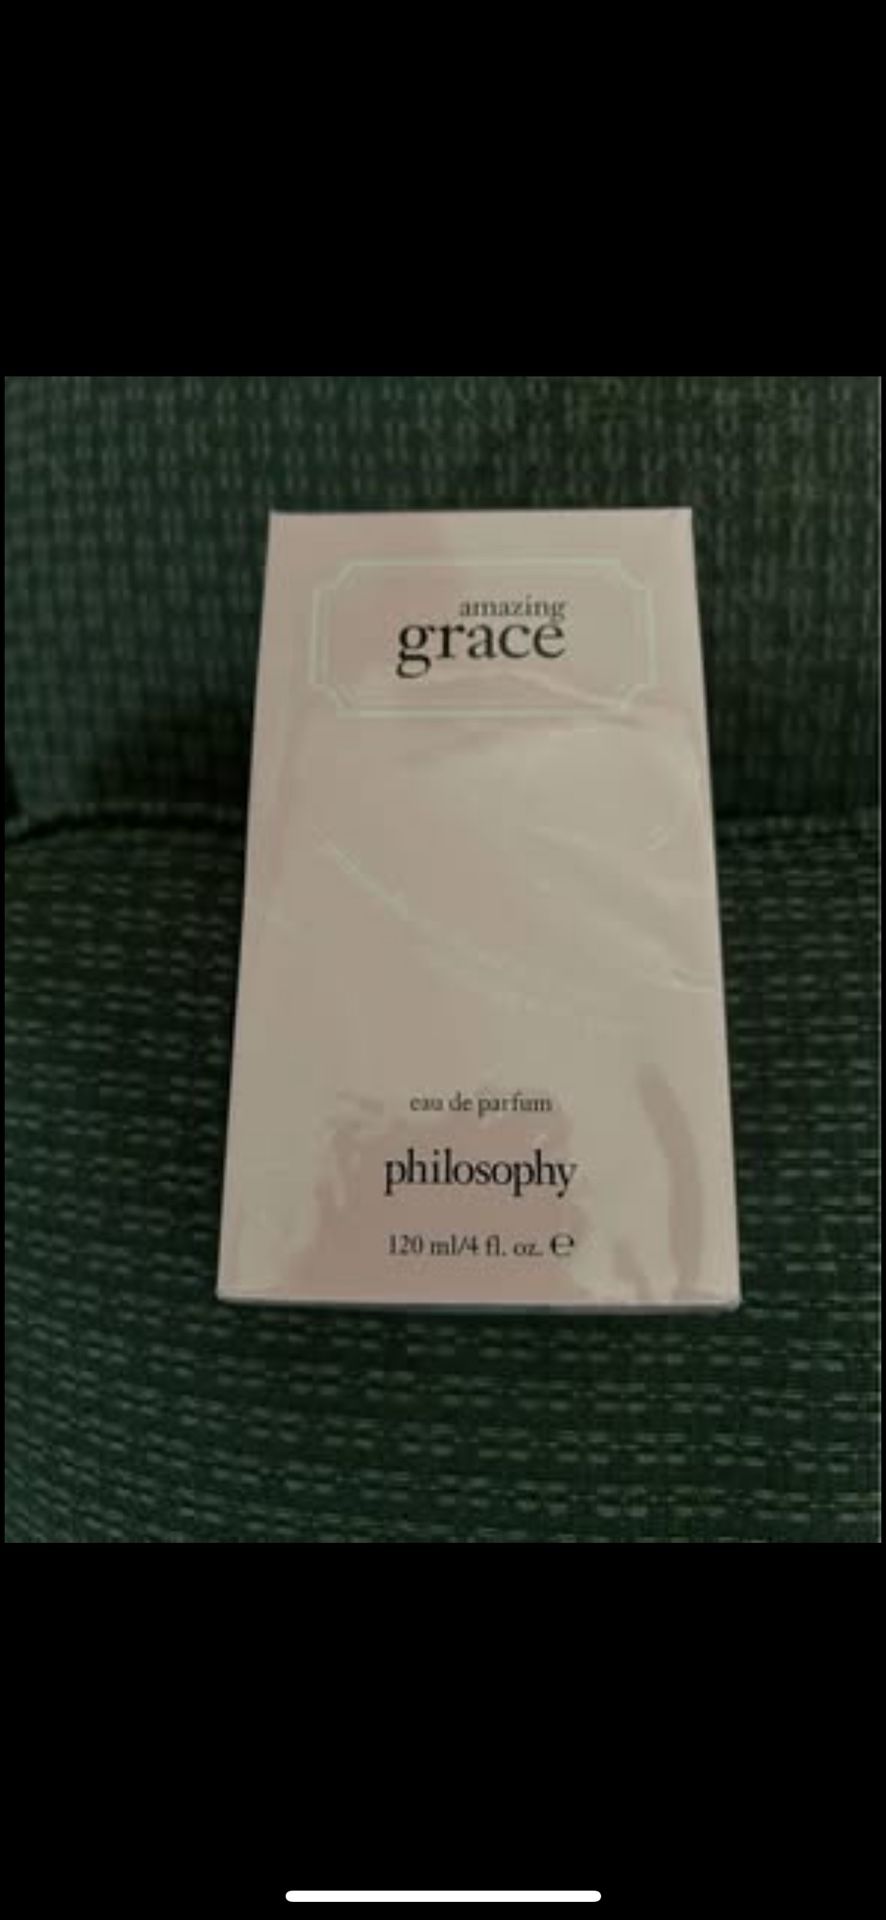 amazing
grace
eau de parfum
philosophy
120 ml/4 fl. oz. ℮